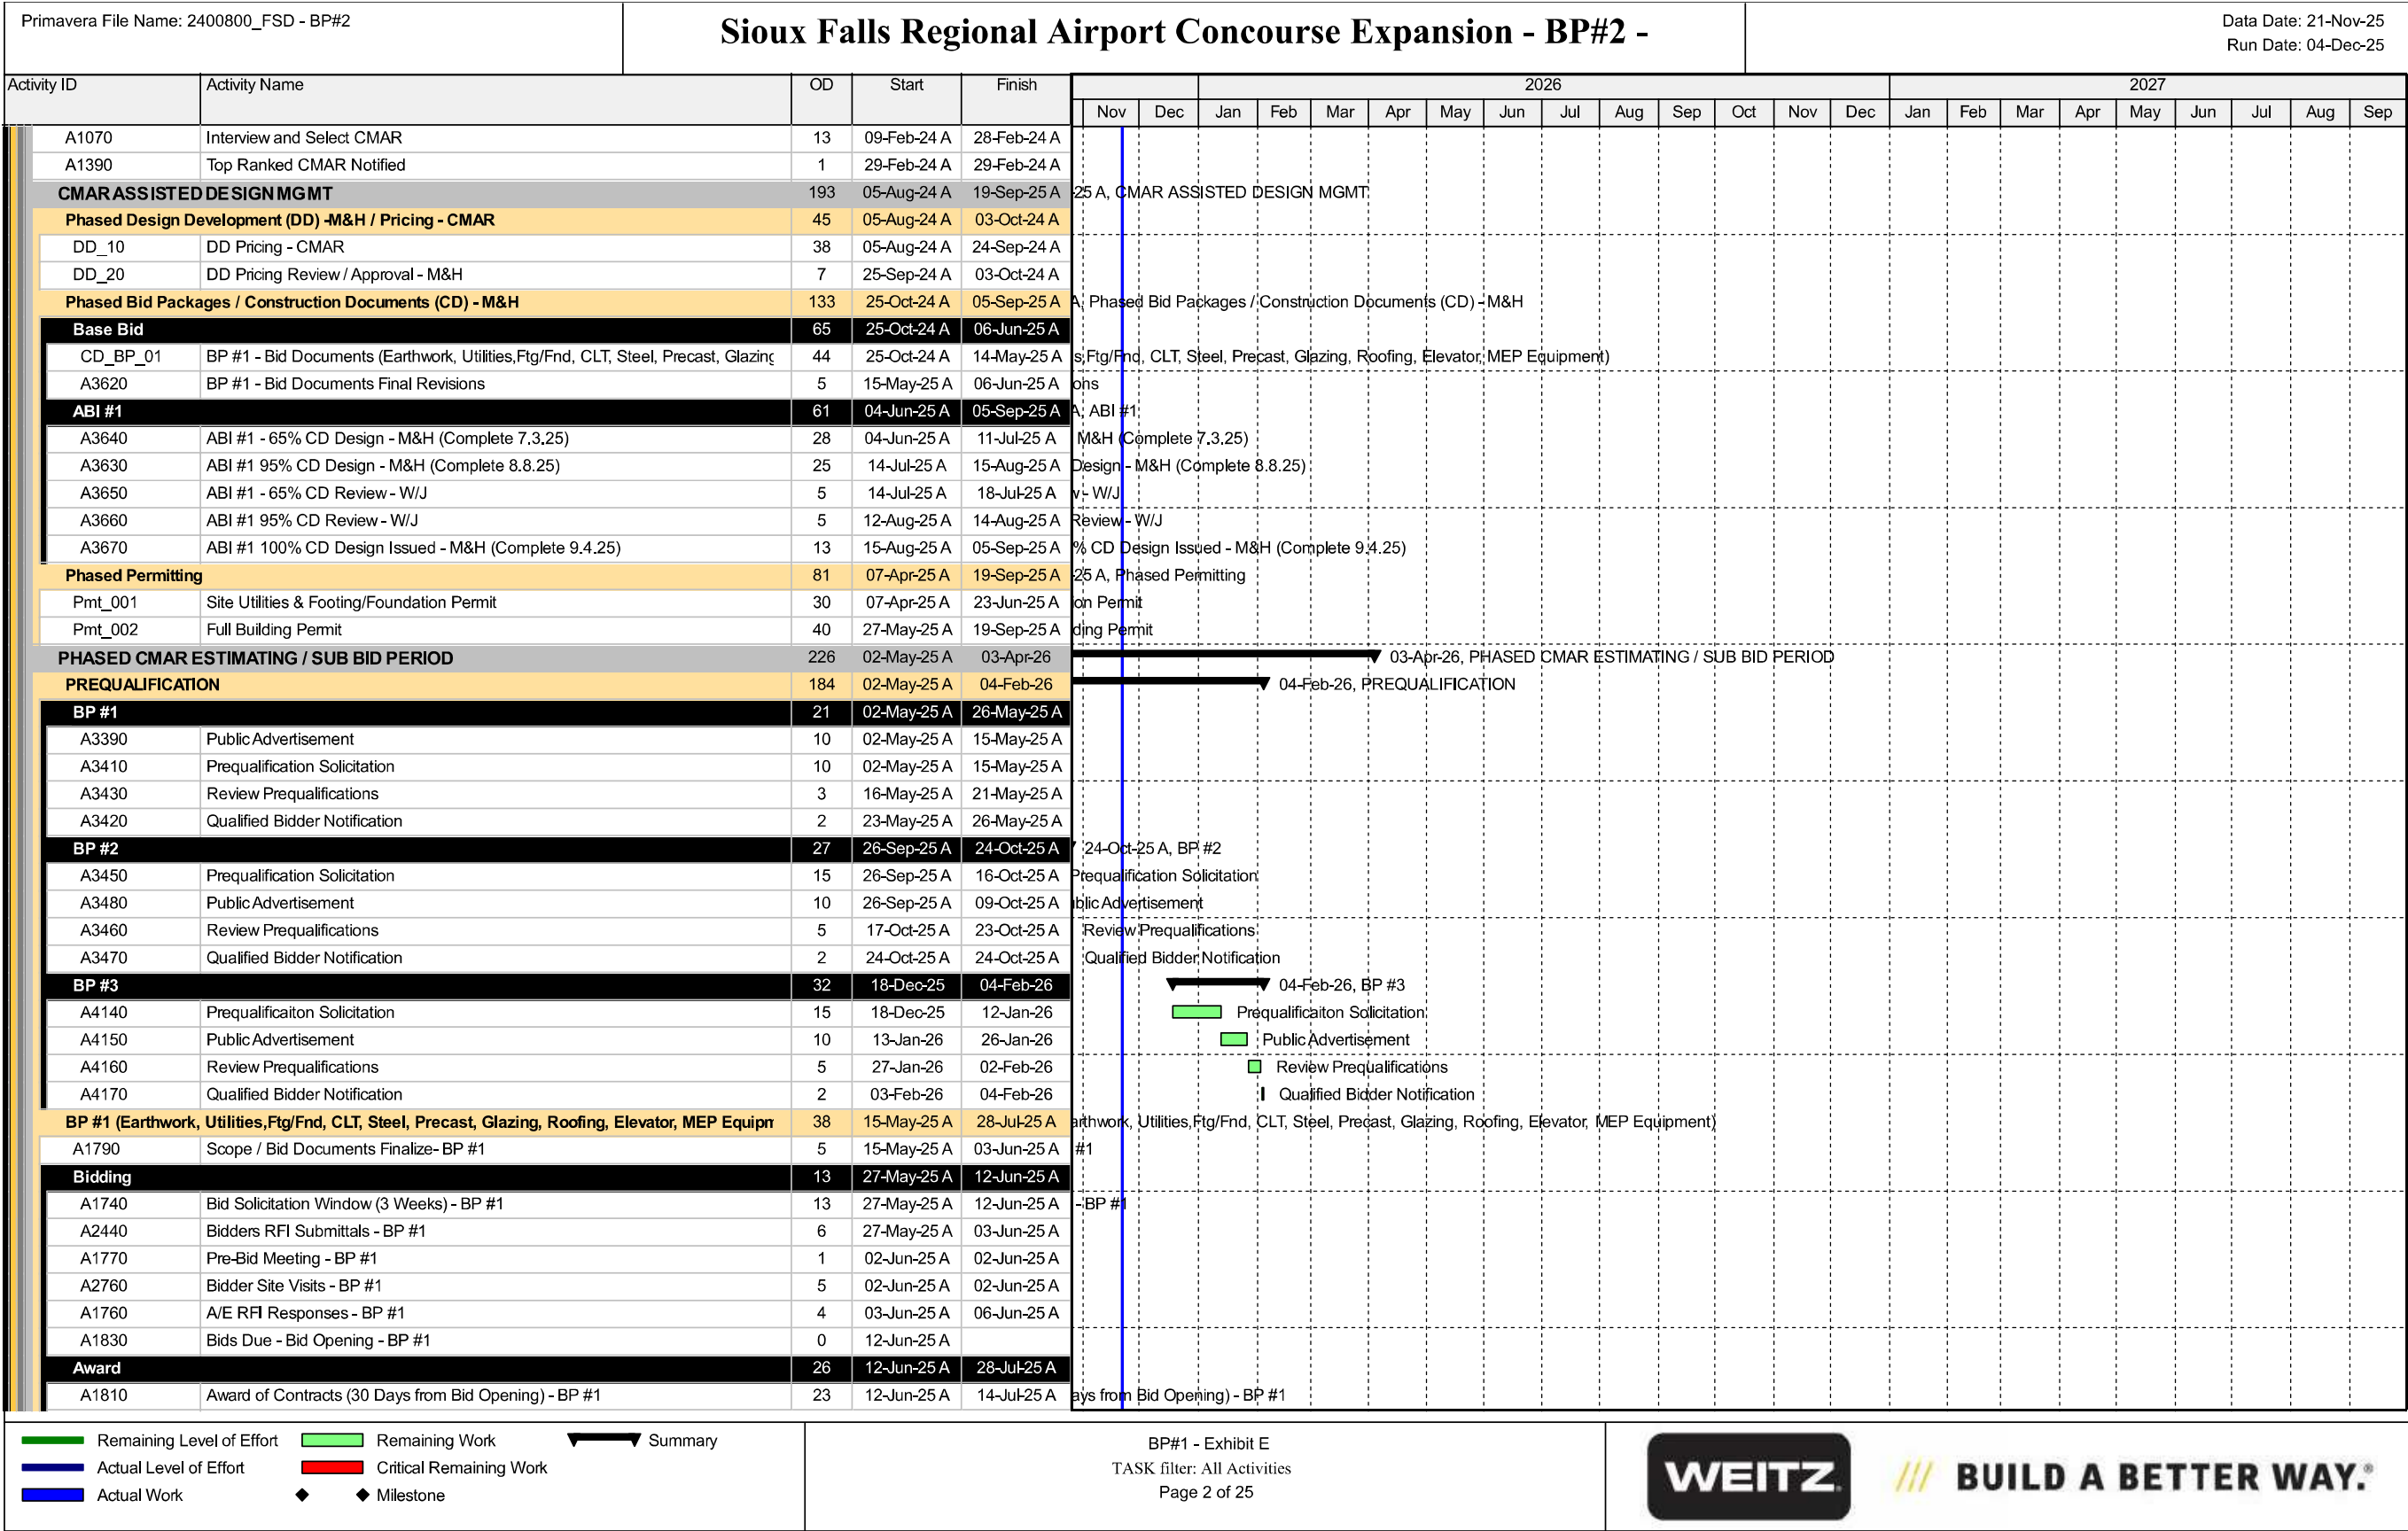 Primavera File Name: 2400800_FSD - BP#2
Sioux Falls Regional Airport Concourse Expansion - BP#2 -
Data Date: 21-Nov-25
Run Date: 04-Dec-25
Activity ID Activity Name OD Start Finish 2026 2027
Nov Dec Jan Feb Mar Apr May Jun Jul Aug Sep Oct Nov Dec Jan Feb Mar Apr May Jun Jul Aug Sep
A1070 Interview and Select CMAR 13 09-Feb-24 A 28-Feb-24 A
A1390 Top Ranked CMAR Notified 1 29-Feb-24 A 29-Feb-24 A
CMAR ASSISTED DESIGN MGMT 193 05-Aug-24 A 19-Sep-25 A -25 A, CMAR ASSISTED DESIGN MGMT
Phased Design Development (DD) -M&H / Pricing - CMAR 45 05-Aug-24 A 03-Oct-24 A
DD_10 DD Pricing - CMAR 38 05-Aug-24 A 24-Sep-24 A
DD_20 DD Pricing Review / Approval - M&H 7 25-Sep-24 A 03-Oct-24 A
Phased Bid Packages / Construction Documents (CD) - M&H 133 25-Oct-24 A 05-Sep-25 A A, Phased Bid Packages / Construction Documents (CD) - M&H
Base Bid 65 25-Oct-24 A 06-Jun-25 A
CD_BP_01 BP #1 - Bid Documents (Earthwork, Utilities,Ftg/Fnd, CLT, Steel, Precast, Glazing 44 25-Oct-24 A 14-May-25 A s,Ftg/Fnd, CLT, Steel, Precast, Glazing, Roofing, Elevator, MEP Equipment)
A3620 BP #1 - Bid Documents Final Revisions 5 15-May-25 A 06-Jun-25 A ons
ABI #1 61 04-Jun-25 A 05-Sep-25 A A, ABI #1
A3640 ABI #1 - 65% CD Design - M&H (Complete 7.3.25) 28 04-Jun-25 A 11-Jul-25 A M&H (Complete 7.3.25)
A3630 ABI #1 95% CD Design - M&H (Complete 8.8.25) 25 14-Jul-25 A 15-Aug-25 A Design - M&H (Complete 8.8.25)
A3650 ABI #1 - 65% CD Review - W/J 5 14-Jul-25 A 18-Jul-25 A w - W/J
A3660 ABI #1 95% CD Review - W/J 5 12-Aug-25 A 14-Aug-25 A Review - W/J
A3670 ABI #1 100% CD Design Issued - M&H (Complete 9.4.25) 13 15-Aug-25 A 05-Sep-25 A % CD Design Issued - M&H (Complete 9.4.25)
Phased Permitting 81 07-Apr-25 A 19-Sep-25 A -25 A, Phased Permitting
Pmt_001 Site Utilities & Footing/Foundation Permit 30 07-Apr-25 A 23-Jun-25 A on Permit
Pmt_002 Full Building Permit 40 27-May-25 A 19-Sep-25 A ding Permit
PHASED CMAR ESTIMATING / SUB BID PERIOD 226 02-May-25 A 03-Apr-26 03-Apr-26, PHASED CMAR ESTIMATING / SUB BID PERIOD
PREQUALIFICATION 184 02-May-25 A 04-Feb-26 04-Feb-26, PREQUALIFICATION
BP #1 21 02-May-25 A 26-May-25 A
A3390 Public Advertisement 10 02-May-25 A 15-May-25 A
A3410 Prequalification Solicitation 10 02-May-25 A 15-May-25 A
A3430 Review Prequalifications 3 16-May-25 A 21-May-25 A
A3420 Qualified Bidder Notification 2 23-May-25 A 26-May-25 A
BP #2 27 26-Sep-25 A 24-Oct-25 A 24-Oct-25 A, BP #2
A3450 Prequalification Solicitation 15 26-Sep-25 A 16-Oct-25 A Prequalification Solicitation
A3480 Public Advertisement 10 26-Sep-25 A 09-Oct-25 A ublic Advertisement
A3460 Review Prequalifications 5 17-Oct-25 A 23-Oct-25 A Review Prequalifications
A3470 Qualified Bidder Notification 2 24-Oct-25 A 24-Oct-25 A Qualified Bidder Notification
BP #3 32 18-Dec-25 04-Feb-26 04-Feb-26, BP #3
A4140 Prequalificaiton Solicitation 15 18-Dec-25 12-Jan-26 Prequalificaiton Solicitation
A4150 Public Advertisement 10 13-Jan-26 26-Jan-26 Public Advertisement
A4160 Review Prequalifications 5 27-Jan-26 02-Feb-26 Review Prequalifications
A4170 Qualified Bidder Notification 2 03-Feb-26 04-Feb-26 Qualified Bidder Notification
BP #1 (Earthwork, Utilities,Ftg/Fnd, CLT, Steel, Precast, Glazing, Roofing, Elevator, MEP Equipm 38 15-May-25 A 28-Jul-25 A arthwork, Utilities,Ftg/Fnd, CLT, Steel, Precast, Glazing, Roofing, Elevator, MEP Equipment)
A1790 Scope / Bid Documents Finalize- BP #1 5 15-May-25 A 03-Jun-25 A #1
Bidding 13 27-May-25 A 12-Jun-25 A
A1740 Bid Solicitation Window (3 Weeks) - BP #1 13 27-May-25 A 12-Jun-25 A - BP #1
A2440 Bidders RFI Submittals - BP #1 6 27-May-25 A 03-Jun-25 A
A1770 Pre-Bid Meeting - BP #1 1 02-Jun-25 A 02-Jun-25 A
A2760 Bidder Site Visits - BP #1 5 02-Jun-25 A 02-Jun-25 A
A1760 A/E RFI Responses - BP #1 4 03-Jun-25 A 06-Jun-25 A
A1830 Bids Due - Bid Opening - BP #1 0 12-Jun-25 A
Award 26 12-Jun-25 A 28-Jul-25 A
A1810 Award of Contracts (30 Days from Bid Opening) - BP #1 23 12-Jun-25 A 14-Jul-25 A ays from Bid Opening) - BP #1
Remaining Level of Effort Remaining Work Summary
Actual Level of Effort Critical Remaining Work
Actual Work Milestone
BP#1 - Exhibit E
TASK filter: All Activities
Page 2 of 25
WEITZ.
/// BUILD A BETTER WAY.®